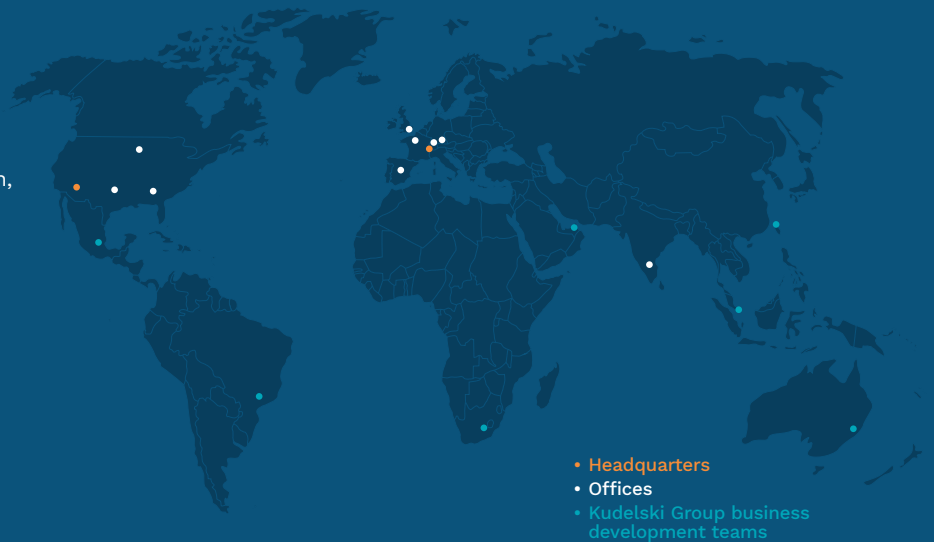 • Headquarters
• Offices
• Kudelski Group business
development teams